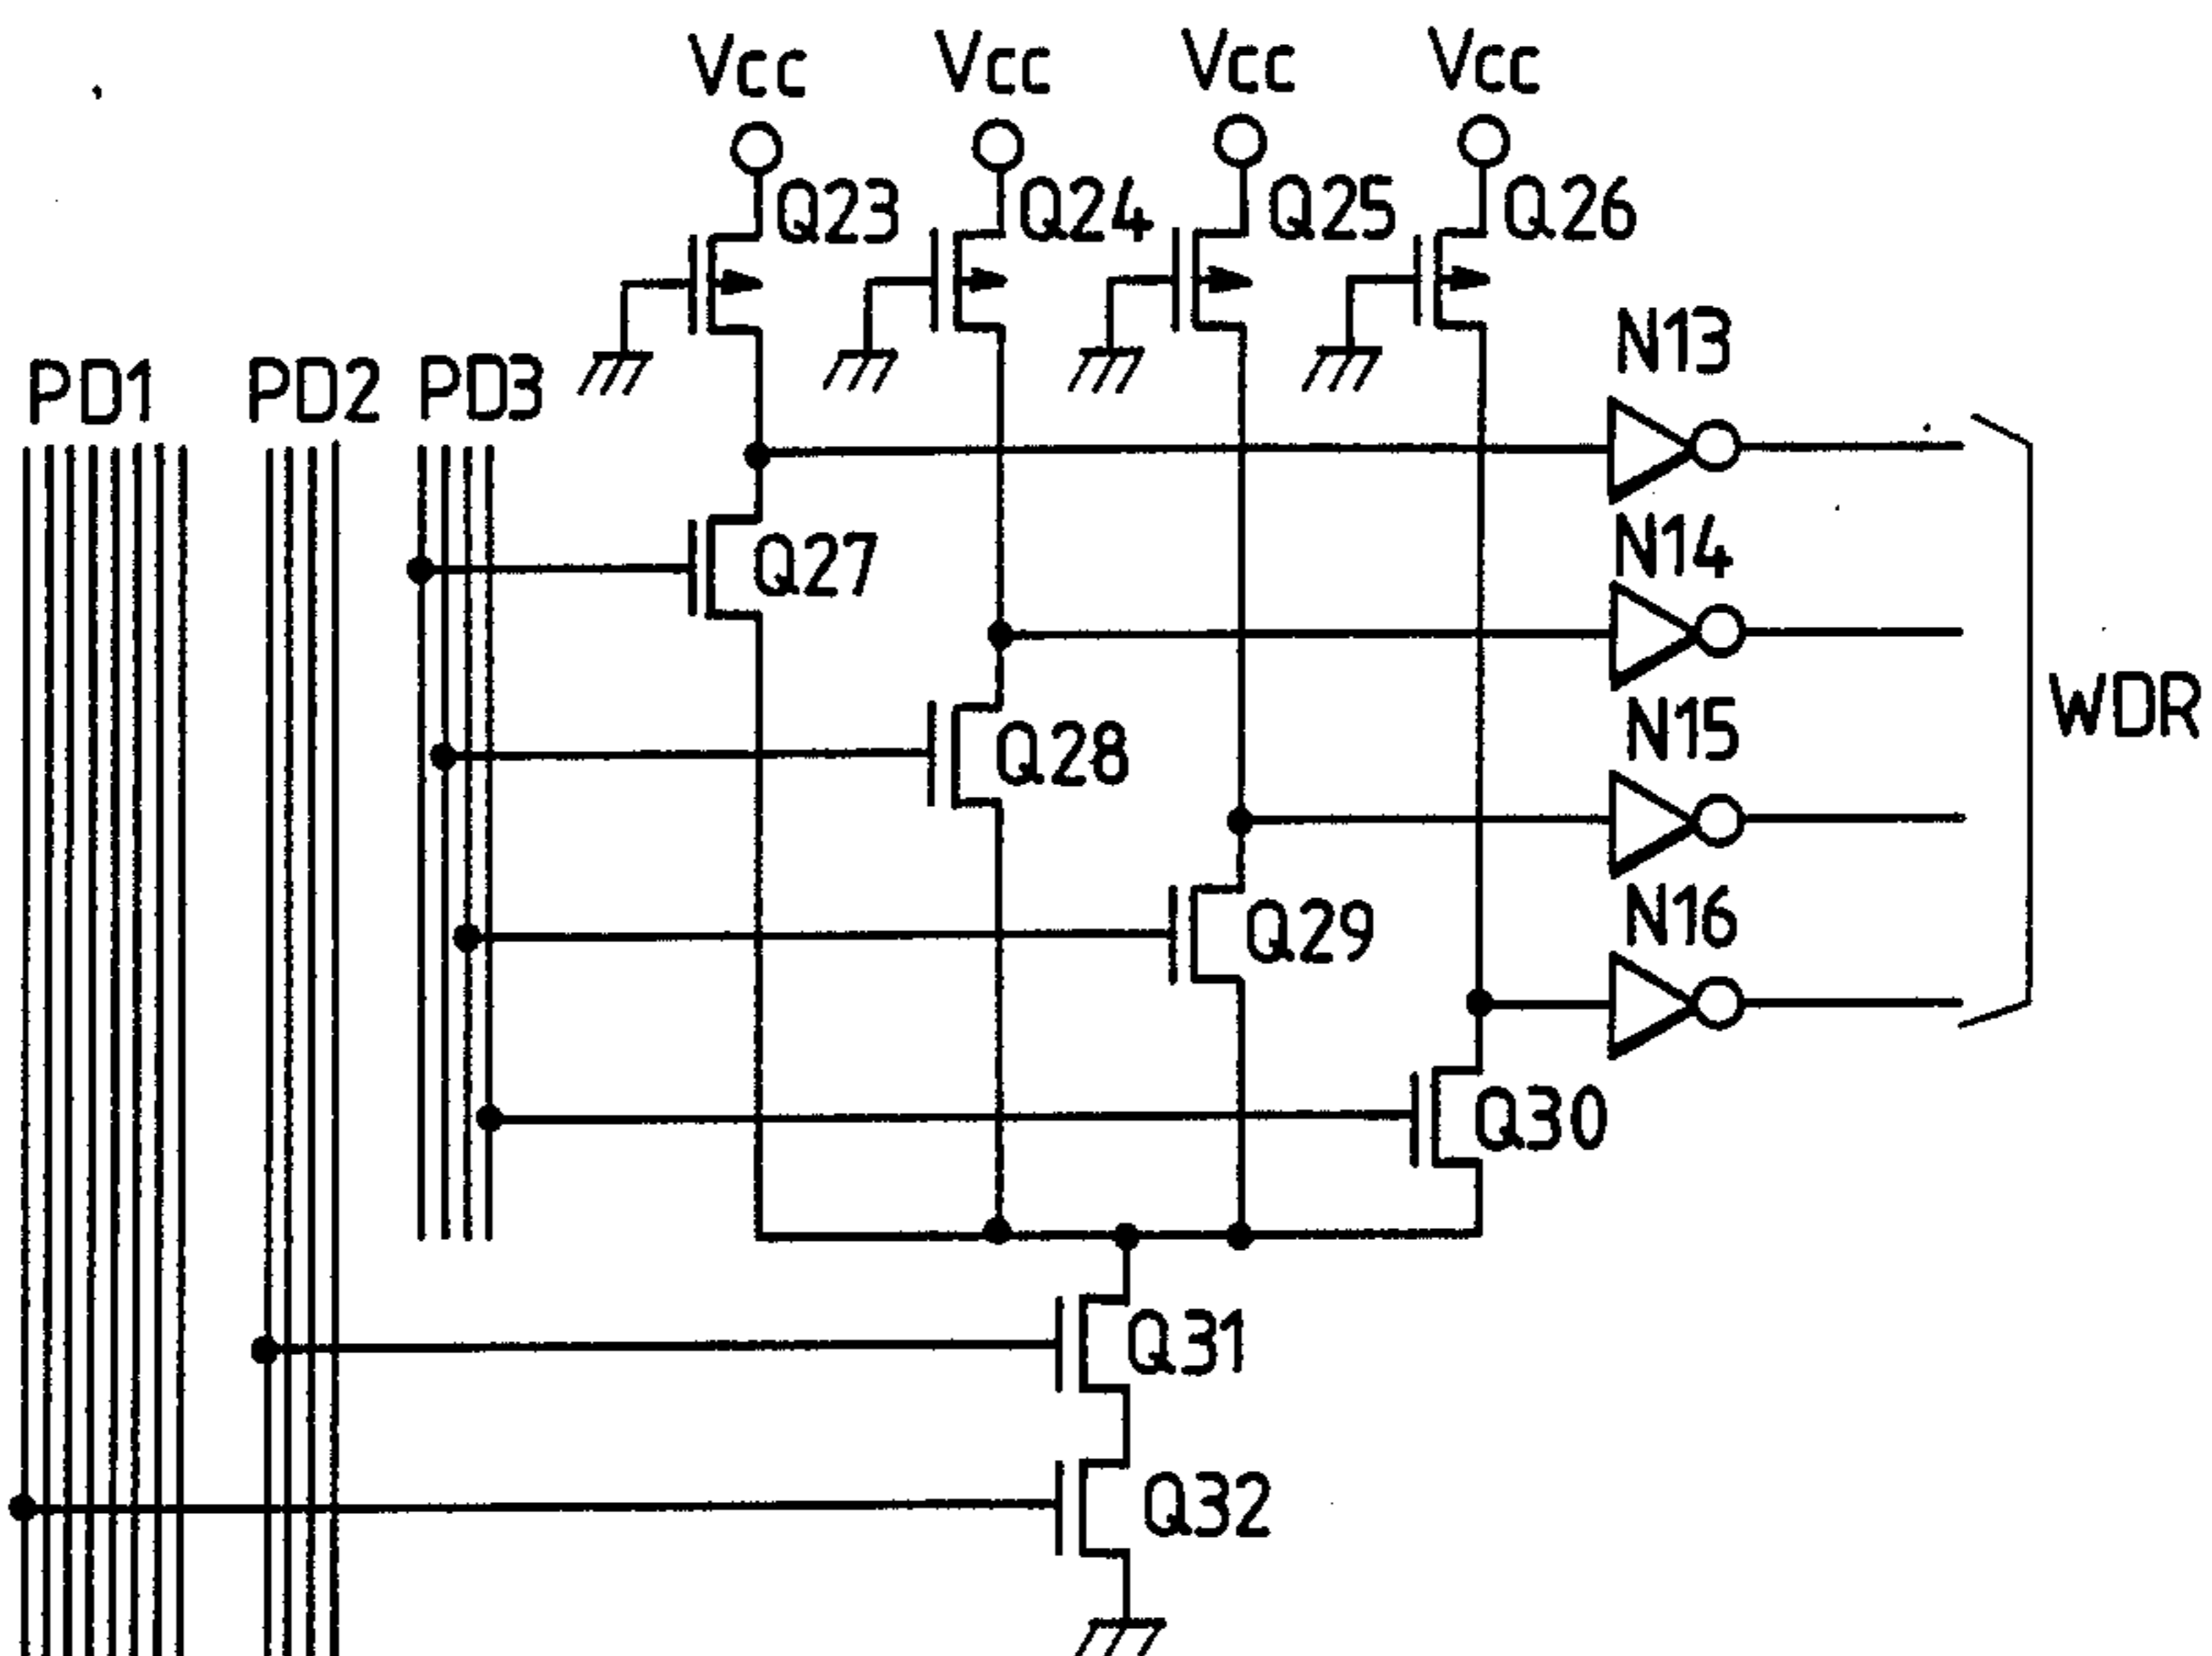 Vcc Vcc Vcc Vcc
Q23 Q24 Q25 Q26
N13
PD1 PD2 PD3
N14
Q27
WDR
N15
Q28
N16
Q29
Q30
Q31
Q32